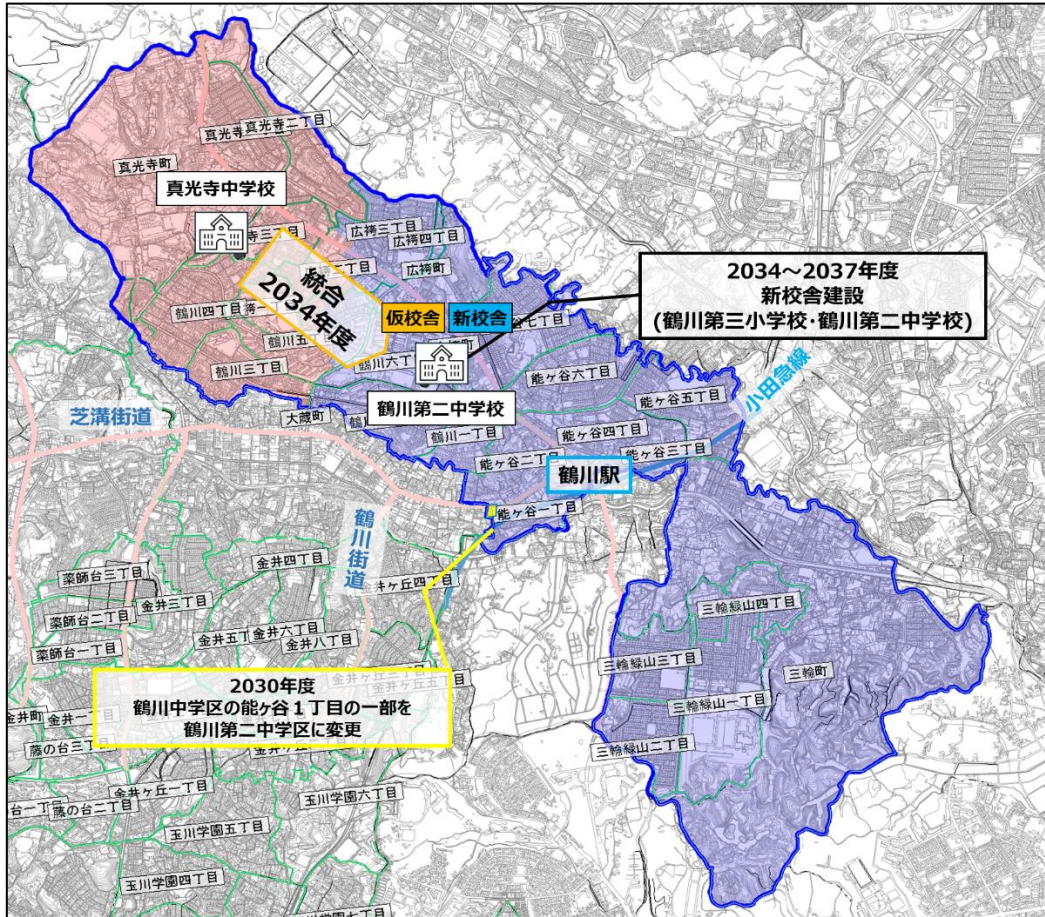 真光寺二丁目
真光寺町
真光寺中学校
寺三丁目
広袴三丁目
広袴四丁目
広袴町
統合
2034年度
仮校舎
新校舎
2034～2037年度
新校舎建設
(鶴川第三小学校・鶴川第二中学校)
鶴川四丁目
鶴川五
鶴川六丁
七丁目
鶴川三丁目
能ヶ谷六丁目
能ヶ谷五丁目
小田急線
大蔵町
鶴川第二中学校
芝溝街道
鶴川一丁目
能ヶ谷四丁目
能ヶ谷二丁目
能ヶ谷三丁目
鶴川駅
能ヶ谷一丁目
鶴川街道
金井四丁目
薬師台三丁目
金井三丁目
ヶ丘四丁目
薬師台二丁目
金井五丁
金井六丁目
金井八丁目
薬師台一丁目
三輪緑山四丁目
三輪緑山三丁目
三輪町
三輪緑山一丁目
三輪緑山二丁目
2030年度
鶴川中学区の能ヶ谷１丁目の一部を
鶴川第二中学区に変更
金井町
金井一丁
藤の台三丁目
金井ヶ丘一丁目
台一丁
藤の台二丁目
玉川学園六丁目
玉川学園五丁目
玉川学園四丁目